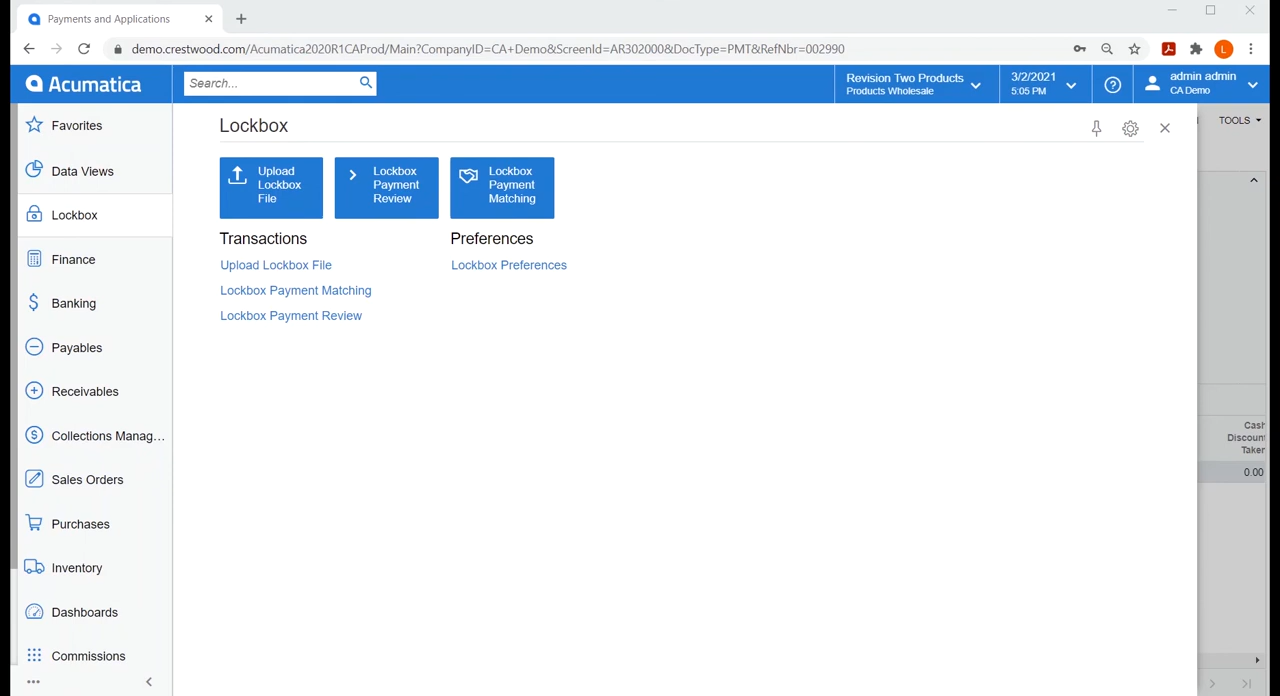 Payments and Applications
demo.crestwood.com/Acumatica2020R1CAProd/Main?CompanyID=CA+Demo&ScreenId=AR302000&DocType=PMT&RefNbr=002990
L
Acumatica
Search...
Revision Two Products
Products Wholesale
3/2/2021
5:05 PM
admin admin
CA Demo
Favorites
Data Views
Lockbox
Finance
Banking
Payables
Receivables
Collections Manag...
Sales Orders
Purchases
Inventory
Dashboards
Commissions
Lockbox
Upload
Lockbox
File
Lockbox
Payment
Review
Lockbox
Payment
Matching
Transactions
Upload Lockbox File
Lockbox Payment Matching
Lockbox Payment Review
Preferences
Lockbox Preferences
TOOLS
Cash
Discount
Taken
0.00